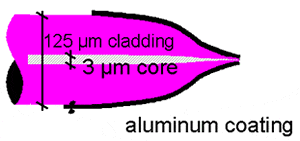 125 µm cladding
3 µm core
aluminum coating